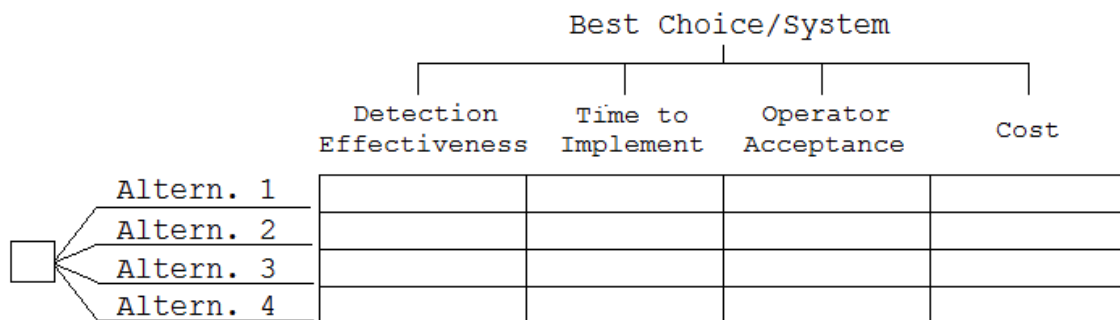 Best Choice/System
Detection Effectiveness
Time to Implement
Operator Acceptance
Cost
Altern. 1
Altern. 2
Altern. 3
Altern. 4